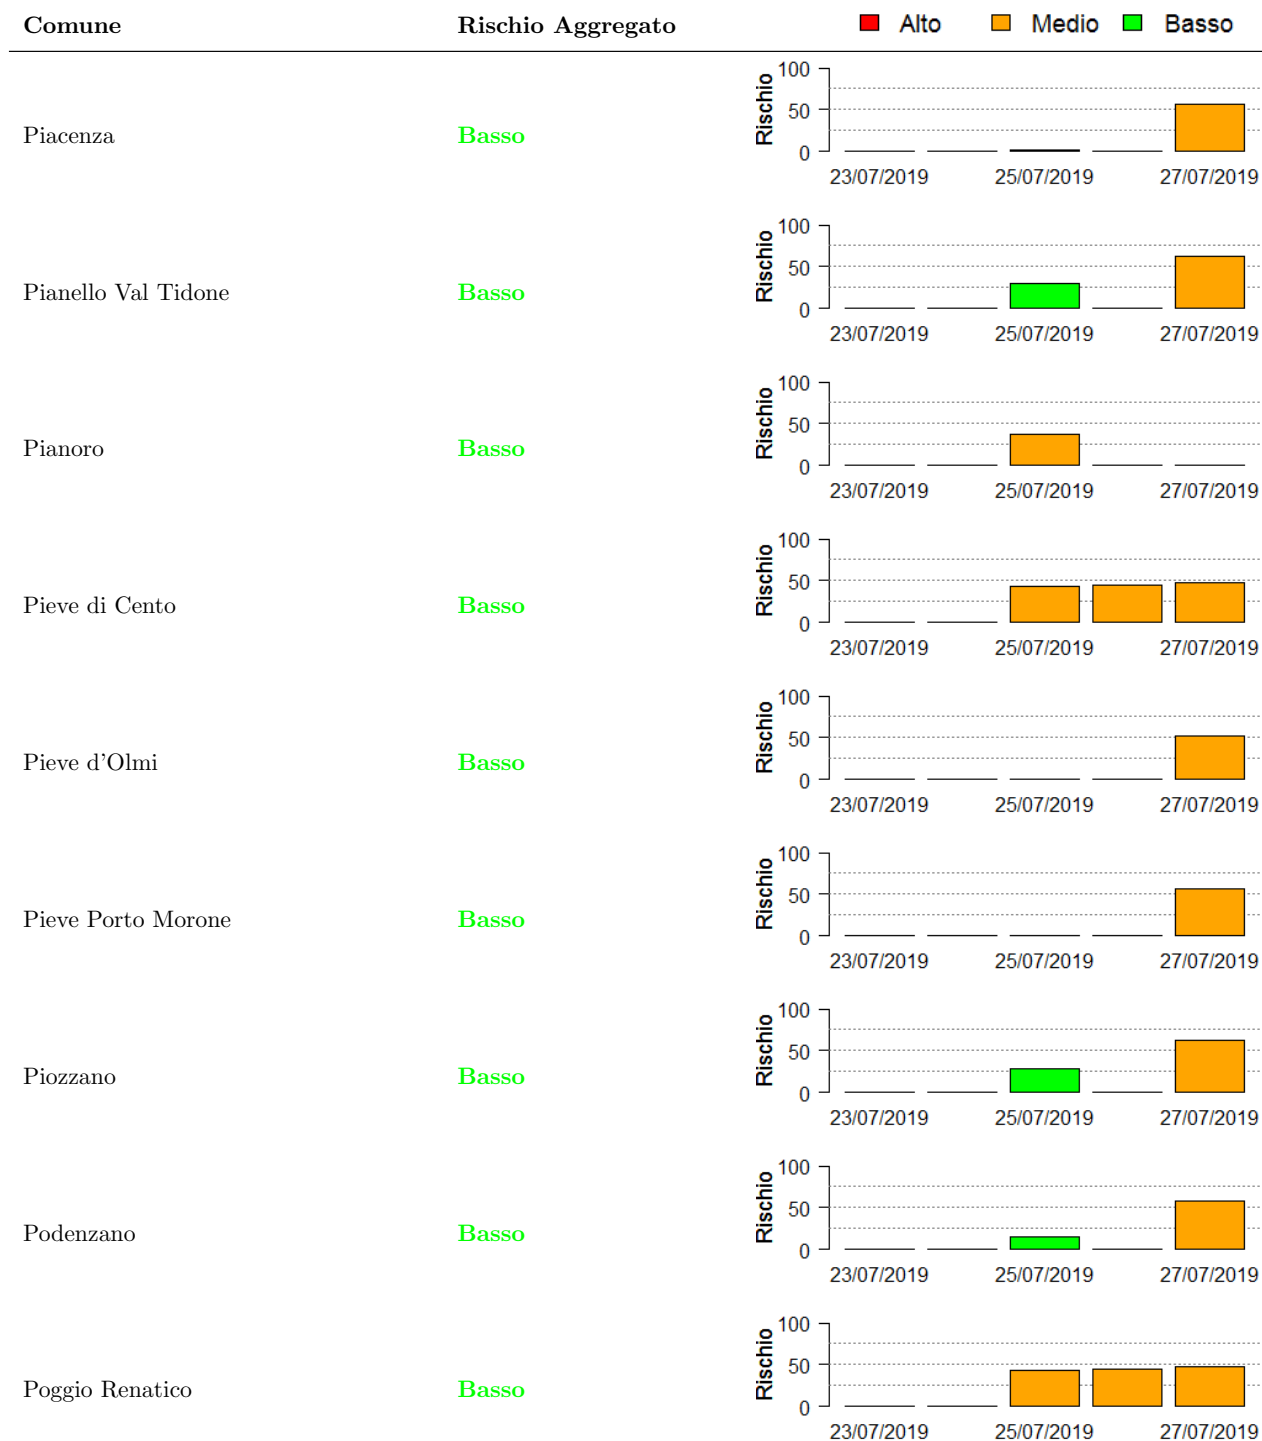 Comune Rischio Aggregato Alto Medio Basso
100
50
0
Rischio
Piacenza Basso
23/07/2019 25/07/2019 27/07/2019
100
50
0
Rischio
Pianello Val Tidone Basso
23/07/2019 25/07/2019 27/07/2019
100
50
0
Rischio
Pianoro Basso
23/07/2019 25/07/2019 27/07/2019
100
50
0
Rischio
Pieve di Cento Basso
23/07/2019 25/07/2019 27/07/2019
100
50
0
Rischio
Pieve d'Olmi Basso
23/07/2019 25/07/2019 27/07/2019
100
50
0
Rischio
Pieve Porto Morone Basso
23/07/2019 25/07/2019 27/07/2019
100
50
0
Rischio
Piozzano Basso
23/07/2019 25/07/2019 27/07/2019
100
50
0
Rischio
Podenzano Basso
23/07/2019 25/07/2019 27/07/2019
100
50
0
Rischio
Poggio Renatico Basso
23/07/2019 25/07/2019 27/07/2019